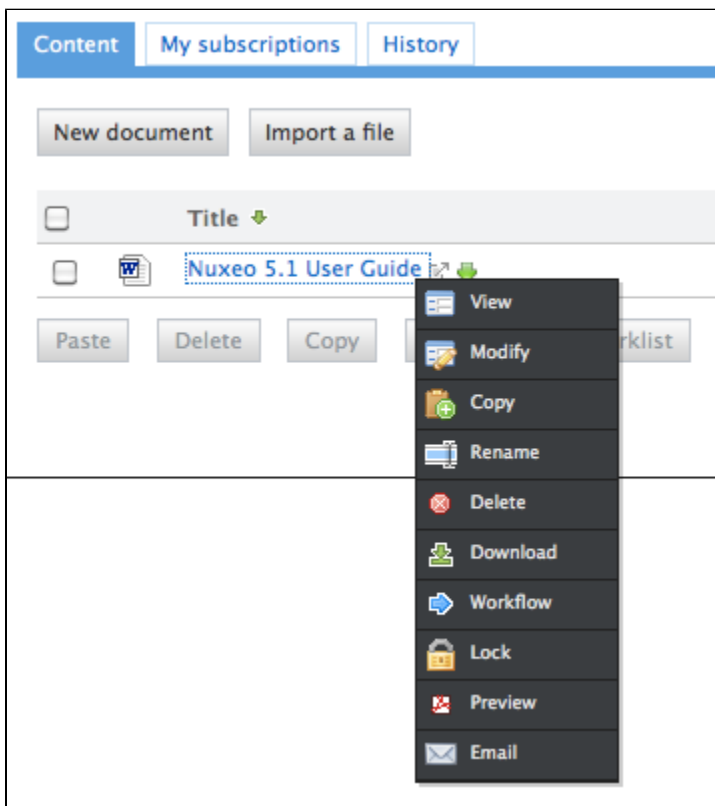 Content My subscriptions History
New document Import a file
Title
Nuxeo 5.1 User Guide
View
Paste Delete Copy rklist
Modify
Copy
Rename
Delete
Download
Workflow
Lock
Preview
Email